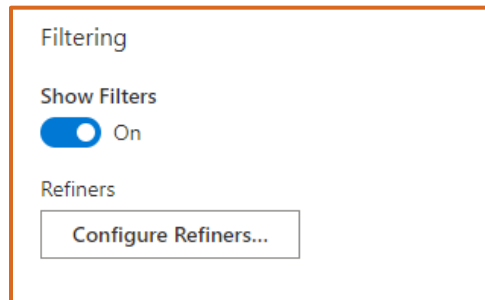 Filtering
Show Filters
On
Refiners
Configure Refiners...